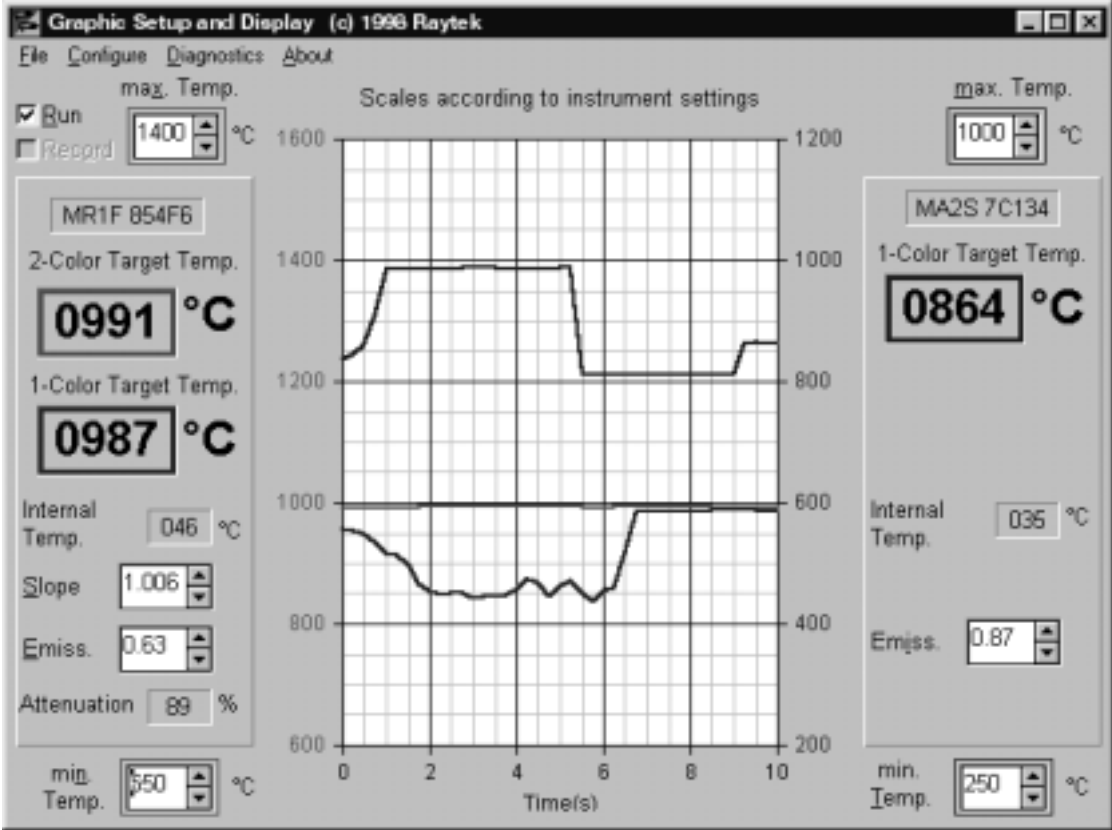 Graphic Setup and Display (c) 1998 Raytek
File Configure Diagnostics About
Run
Record
max. Temp.
1400 °C
Scales according to instrument settings
max. Temp.
1000 °C
MR1F 854F6
2-Color Target Temp.
0991 °C
1-Color Target Temp.
0987 °C
Internal
Temp.
046 °C
Slope 1.006
Emiss. 0.63
Attenuation 89 %
min.
Temp.
550 °C
1600
1400
1200
1000
800
600
1200
1000
800
600
400
200
0 2 4 6 8 10
Time(s)
MA2S 7C134
1-Color Target Temp.
0864 °C
Internal
Temp.
035 °C
Emiss. 0.87
min.
Temp.
250 °C